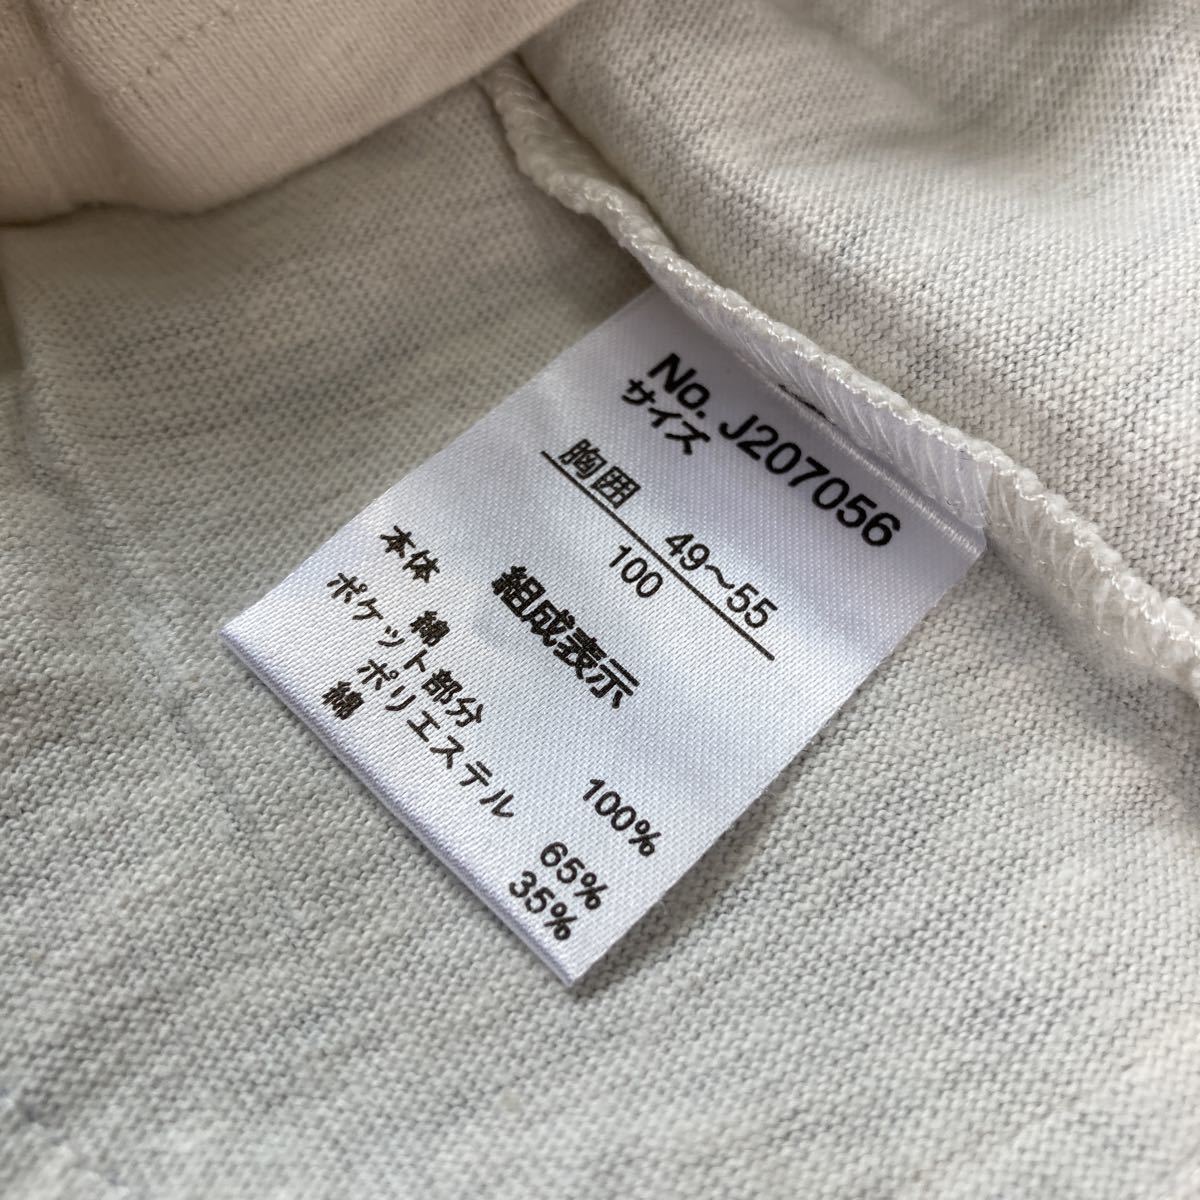 No. J207056
サイズ
胸囲 49～55
100
組成表示
本体 綿 100%
ポケット部分
ポリエステル 65%
綿 35%